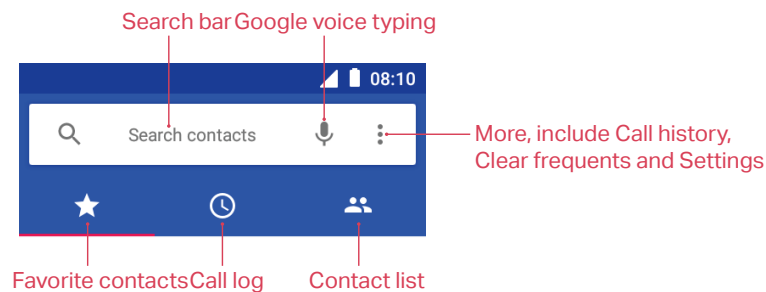 Search bar
Google voice typing
08:10
Search contacts
More, include Call history,
Clear frequents and Settings
Favorite contacts
Call log
Contact list